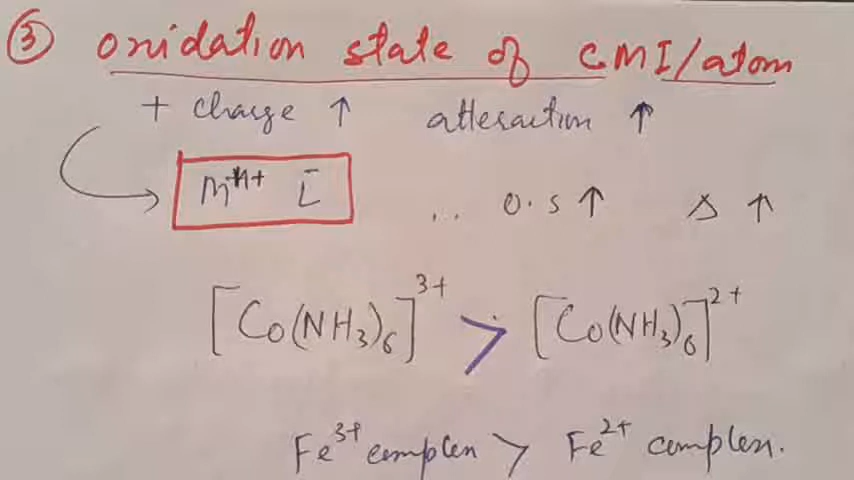 ③ oxidation state of CMI/atom
+ charge ↑ attraction ↑
Mⁿ⁺ L̄ ... O.S ↑ Δ ↑
[Co(NH₃)₆]³⁺ > [Co(NH₃)₆]²⁺
Fe³⁺ complex > Fe²⁺ complex.